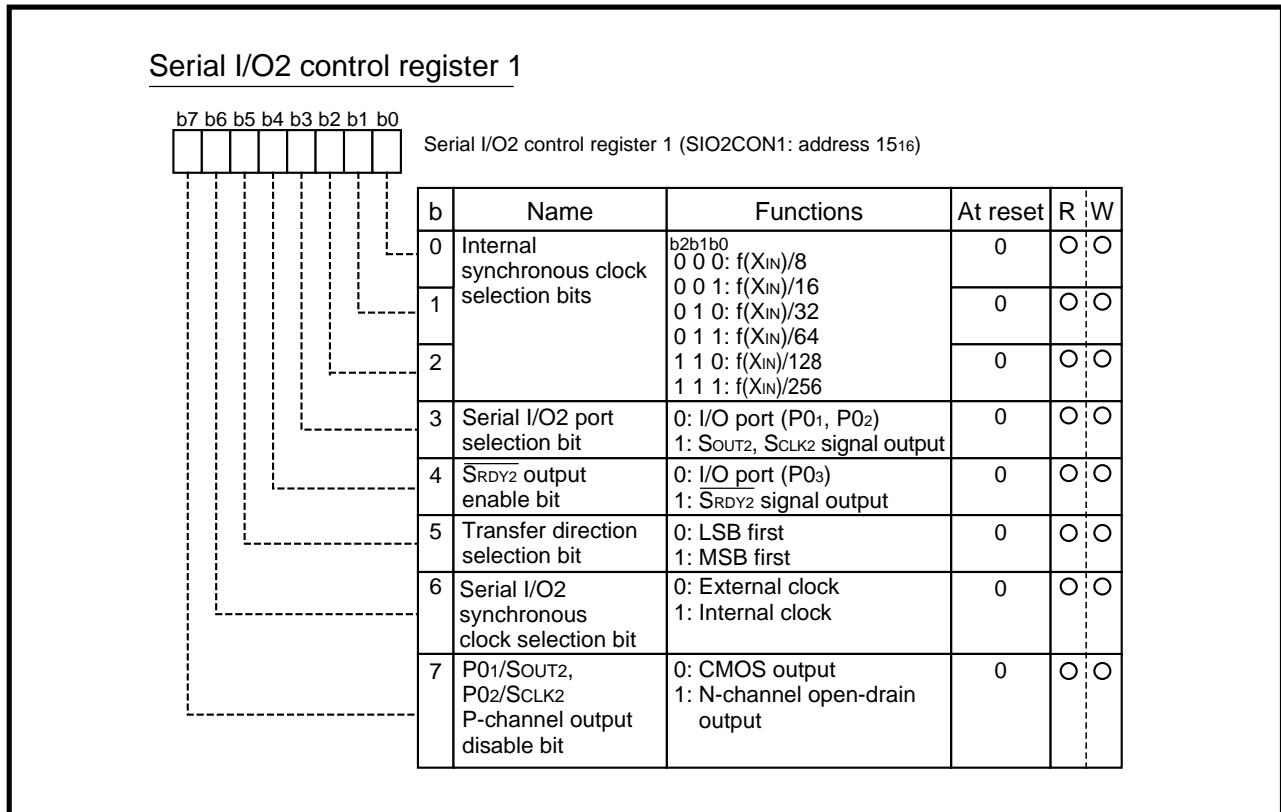 Serial I/O2 control register 1
b7 b6 b5 b4 b3 b2 b1 b0
Serial I/O2 control register 1 (SIO2CON1: address 1516)
b Name Functions At reset R W
0 Internal synchronous clock selection bits
1
2
b2b1b0
0 0 0: f(XIN)/8
0 0 1: f(XIN)/16
0 1 0: f(XIN)/32
0 1 1: f(XIN)/64
1 1 0: f(XIN)/128
1 1 1: f(XIN)/256
0
0
0
3 Serial I/O2 port
selection bit
0: I/O port (P01, P02)
1: SOUT2, SCLK2 signal output
0
4 SRDY2 output
enable bit
0: I/O port (P03)
1: SRDY2 signal output
0
5 Transfer direction
selection bit
0: LSB first
1: MSB first
0
6 Serial I/O2
synchronous
clock selection bit
0: External clock
1: Internal clock
0
7 P01/SOUT2,
P02/SCLK2
P-channel output
disable bit
0: CMOS output
1: N-channel open-drain
output
0